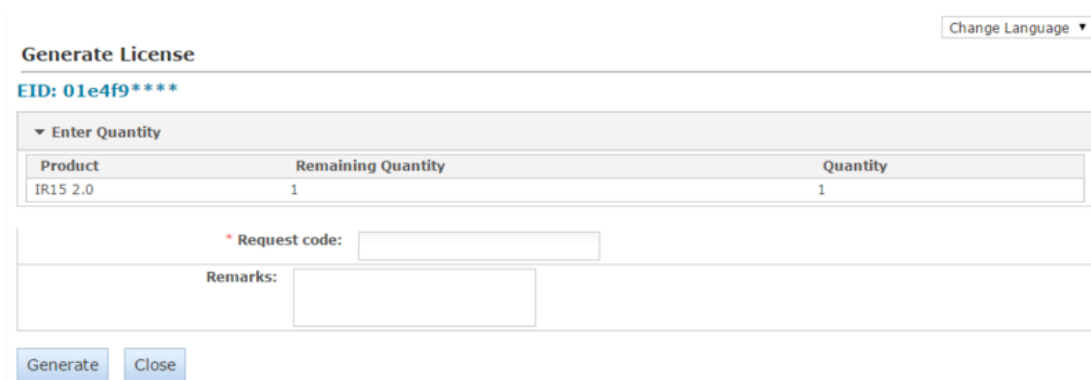 Change Language
Generate License
EID: 01e4f9****
Enter Quantity
Product Remaining Quantity Quantity
IR15 2.0 1 1
* Request code:
Remarks:
Generate Close